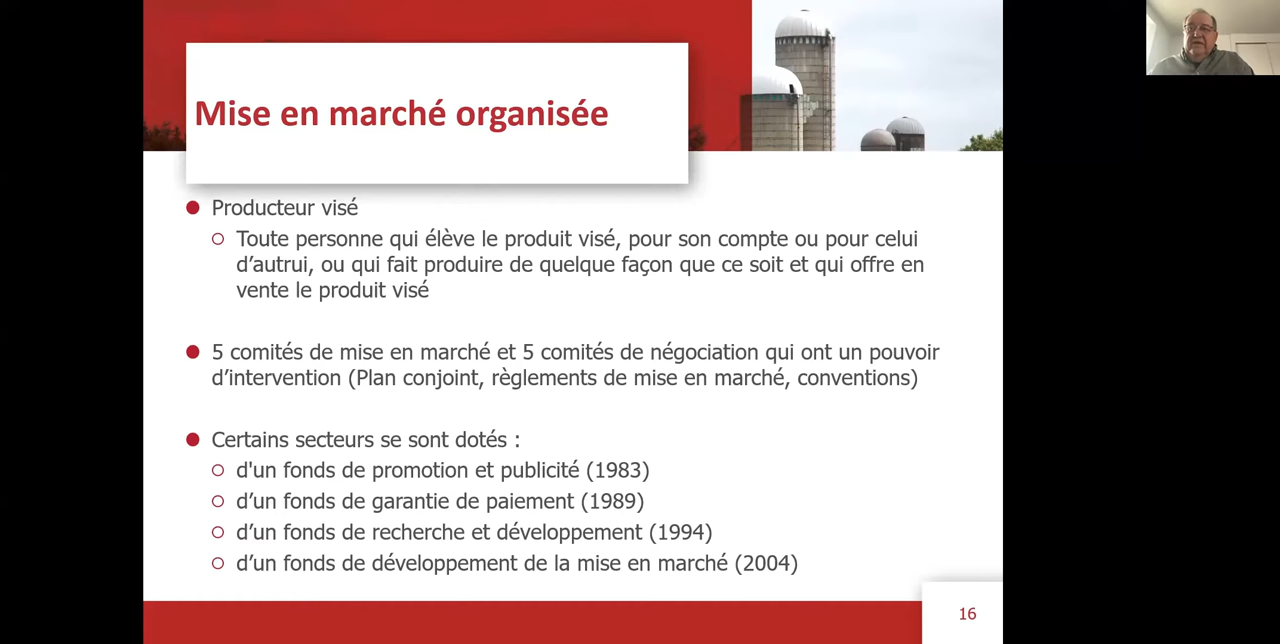 Mise en marché organisée
Producteur visé
Toute personne qui élève le produit visé, pour son compte ou pour celui
d’autrui, ou qui fait produire de quelque façon que ce soit et qui offre en
vente le produit visé
5 comités de mise en marché et 5 comités de négociation qui ont un pouvoir
d’intervention (Plan conjoint, règlements de mise en marché, conventions)
Certains secteurs se sont dotés :
d'un fonds de promotion et publicité (1983)
d’un fonds de garantie de paiement (1989)
d’un fonds de recherche et développement (1994)
d’un fonds de développement de la mise en marché (2004)
16